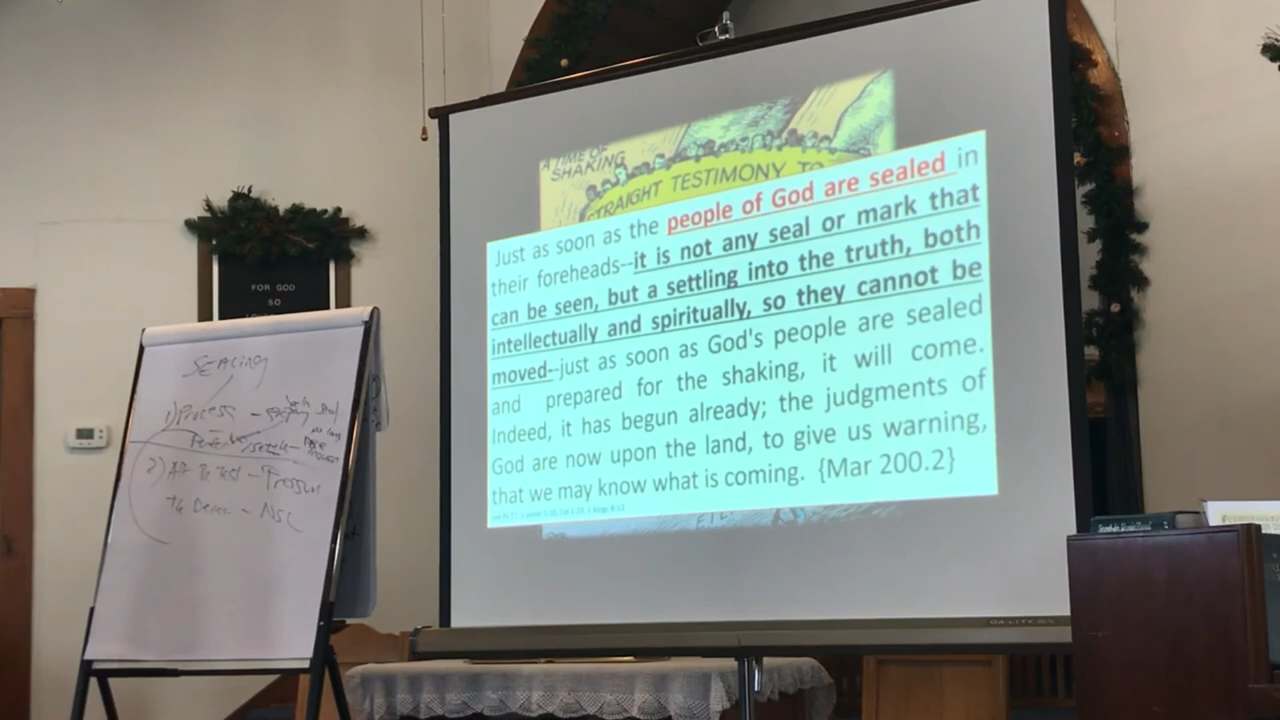 A TIME OF
SHAKING
STRAIGHT TESTIMONY TO
Just as soon as the people of God are sealed in
their foreheads--it is not any seal or mark that
can be seen, but a settling into the truth, both
intellectually and spiritually, so they cannot be
moved--just as soon as God's people are sealed
and prepared for the shaking, it will come.
Indeed, it has begun already; the judgments of
God are now upon the land, to give us warning,
that we may know what is coming. {Mar 200.2}
FOR GOD
SO
SEALING
1) Process -
2) Aft & Test - Pressure
DA-LITE